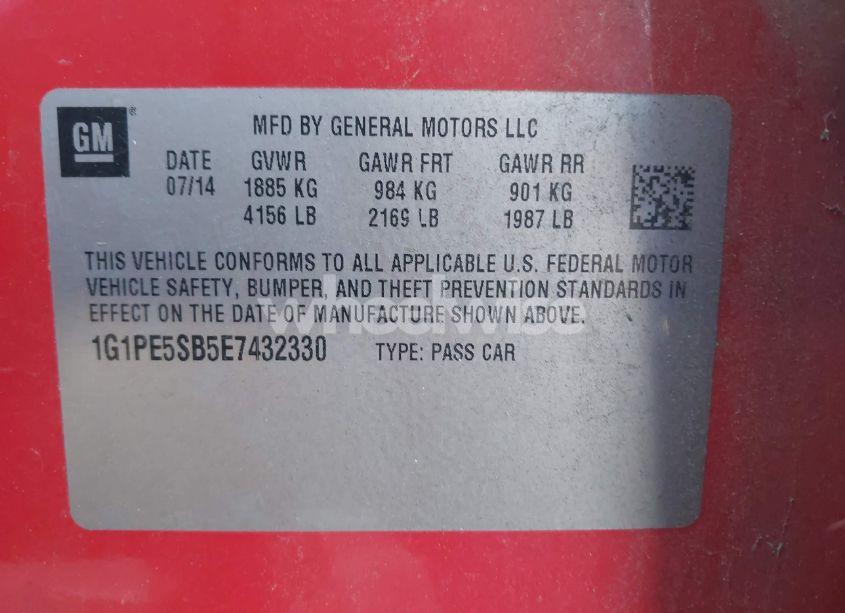 GM®
MFD BY GENERAL MOTORS LLC
DATE GVWR GAWR FRT GAWR RR
07/14 1885 KG 984 KG 901 KG
4156 LB 2169 LB 1987 LB
THIS VEHICLE CONFORMS TO ALL APPLICABLE U.S. FEDERAL MOTOR
VEHICLE SAFETY, BUMPER, AND THEFT PREVENTION STANDARDS IN
EFFECT ON THE DATE OF MANUFACTURE SHOWN ABOVE.
wheelwise
1G1PE5SB5E7432330 TYPE: PASS CAR